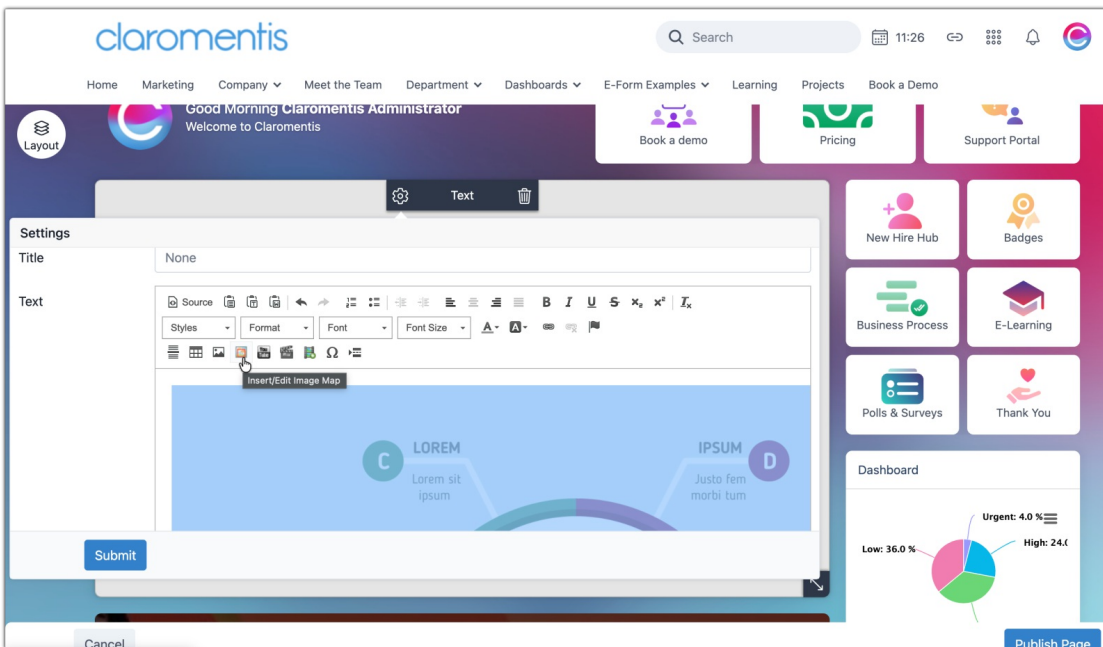 claromentis
Search
11:26
Home Marketing Company Meet the Team Department Dashboards E-Form Examples Learning Projects Book a Demo
Layout
Good Morning Claromentis Administrator
Welcome to Claromentis
Book a demo
Pricing
Support Portal
Text
Settings
Title
None
Text
Source
B I U S x₂ x² Iₓ
Styles Format Font Font Size A A
Ω
Insert/Edit Image Map
C
LOREM
Lorem sit
ipsum
IPSUM
D
Justo fem
morbi tum
Submit
New Hire Hub
Badges
Business Process
E-Learning
Polls & Surveys
Thank You
Dashboard
Urgent: 4.0 %
High: 24.(
Low: 36.0 %
Cancel
Publish Page